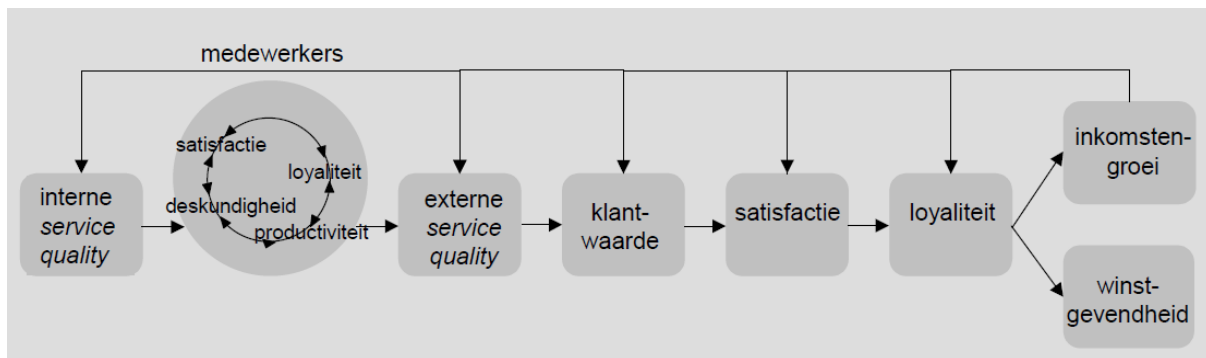 medewerkers
satisfactie
loyaliteit
deskundigheid
productiviteit
interne
service
quality
externe
service
quality
klant-
waarde
satisfactie
loyaliteit
inkomsten-
groei
winst-
gevendheid